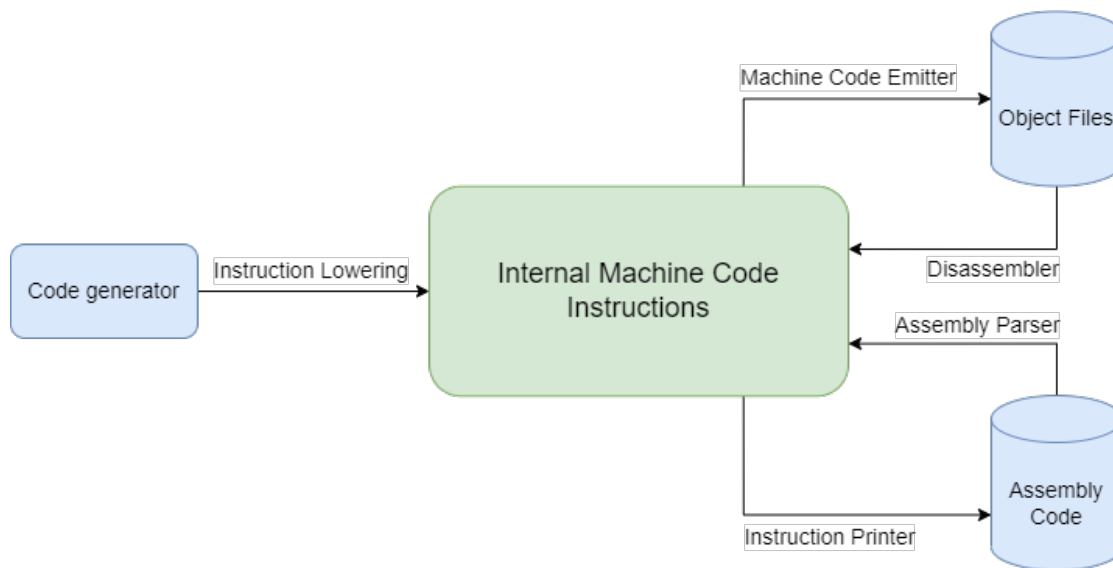 Machine Code Emitter
Object Files
Code generator
Instruction Lowering
Internal Machine Code
Instructions
Disassembler
Assembly Parser
Assembly
Code
Instruction Printer